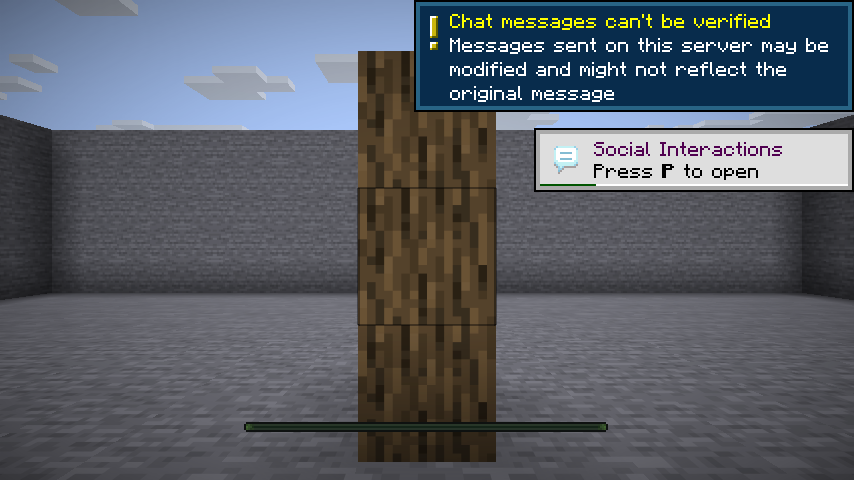 Chat messages can't be verified
Messages sent on this server may be
modified and might not reflect the
original message
Social Interactions
Press P to open